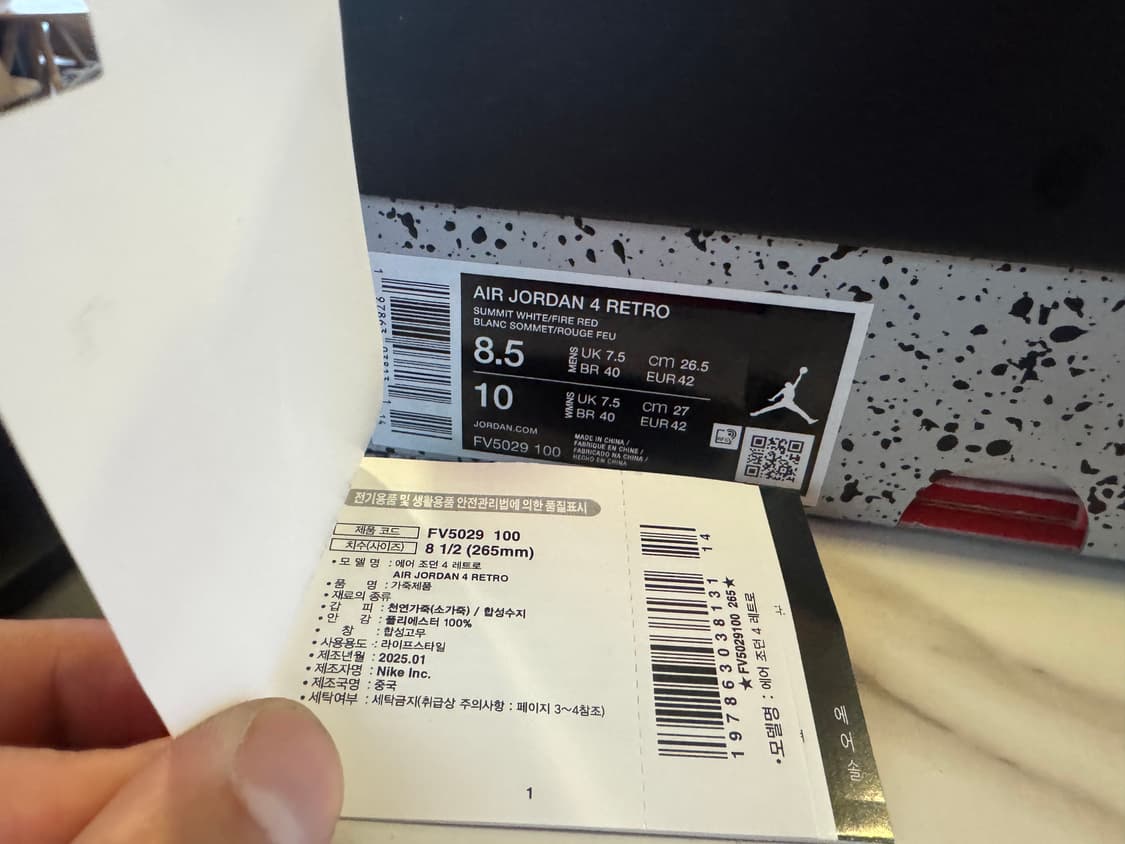 AIR JORDAN 4 RETRO
SUMMIT WHITE/FIRE RED
BLANC SOMMET/ROUGE FEU
8.5 MENS UK 7.5 cm 26.5
BR 40 EUR 42
10 WMNS UK 7.5 cm 27
BR 40 EUR 42
JORDAN.COM
FV5029 100
MADE IN CHINA /
FABRIQUE EN CHINE /
FABRICADO NA CHINA /
HECHO EN CHINA
14
전기용품 및 생활용품 안전관리법에 의한 품질표시
제품 코드 FV5029 100
치수(사이즈) 8 1/2 (265mm)
• 모 델 명 : 에어 조던 4 레트로
AIR JORDAN 4 RETRO
• 품 명 : 가죽제품
• 재료의 종류
• 갑 피 : 천연가죽(소가죽) / 합성수지
• 안 감 : 폴리에스터 100%
• 창 : 합성고무
• 사용용도 : 라이프스타일
• 제조년월 : 2025.01
• 제조자명 : Nike Inc.
• 제조국명 : 중국
• 세탁여부 : 세탁금지(취급상 주의사항 : 페이지 3~4참조)
1
14
197863038131
★ FV5029100 265★
•모델명 : 에어 조던 4 레트로
에어솔